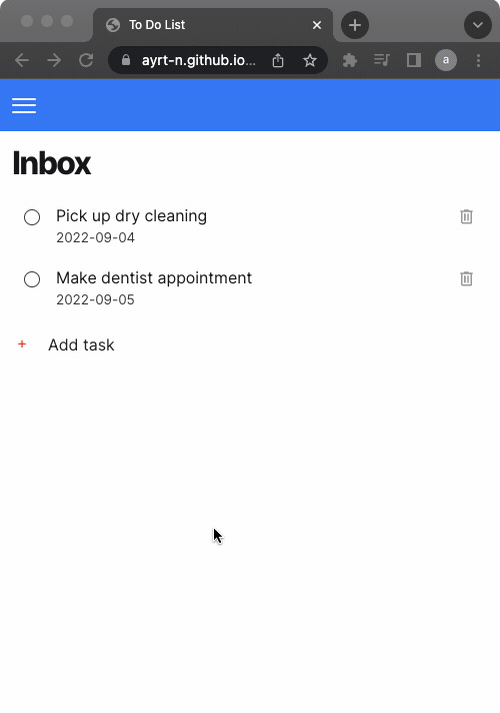 To Do List
ayrt-n.github.io...
a
Inbox
Pick up dry cleaning
2022-09-04
Make dentist appointment
2022-09-05
+ Add task